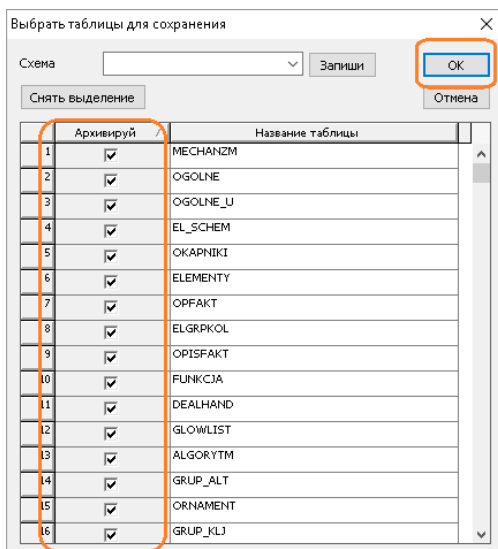 Выбрать таблицы для сохранения
Схема Запиши OK
Снять выделение Отмена
Архивируй Название таблицы
1 MECHANZM
2 OGOLNE
3 OGOLNE_U
4 EL_SCHEM
5 OKAPNIKI
6 ELEMENTY
7 OPFAKT
8 ELGRPKOL
9 OPISFAKT
10 FUNKCJA
11 DEALHAND
12 GLOWLIST
13 ALGORYTM
14 GRUP_ALT
15 ORNAMENT
16 GRUP_KLJ